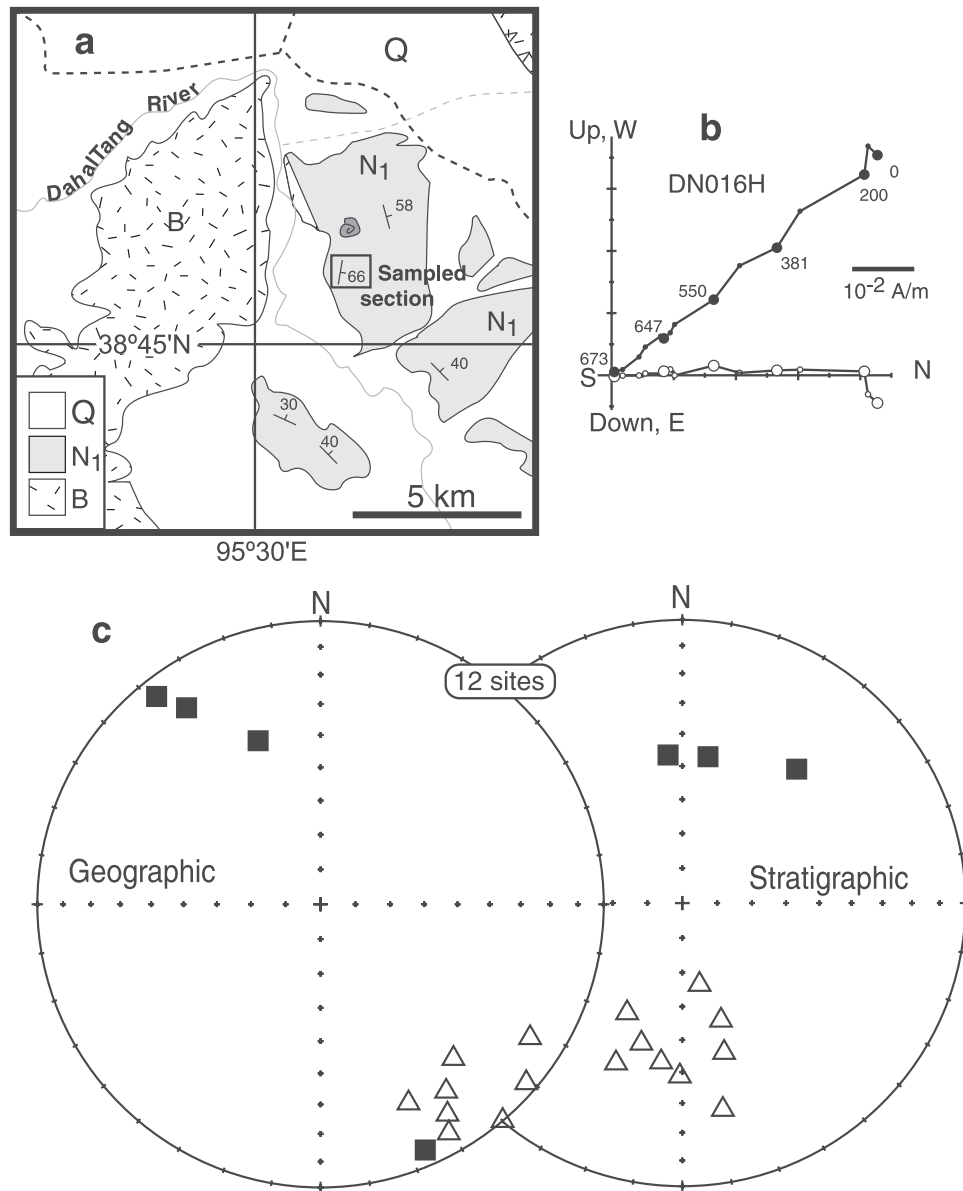 a
Q
DahalTang River
N1
58
B
66
Sampled
section
N1
38º45'N
40
30
40
Q
N1
B
5 km
95º30'E
b
Up, W
DN016H
0
200
381
550
10-2 A/m
647
673
S
N
Down, E
c
N
N
12 sites
Geographic
Stratigraphic